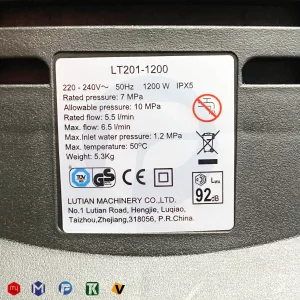 LT201-1200
220 - 240V~ 50Hz 1200 W IPX5
Rated pressure: 7 MPa
Allowable pressure: 10 MPa
Rated flow: 5.5 l/min
Max. flow: 6.5 l/min
Max.Inlet water pressure: 1.2 MPa
Max. temperature: 50°C
Weight: 5.3Kg
GS CE
LWA
92dB
LUTIAN MACHINERY CO.,LTD.
No.1 Lutian Road, Hengjie, Luqiao,
Taizhou,Zhejiang,318056, P.R.China
my M P K V